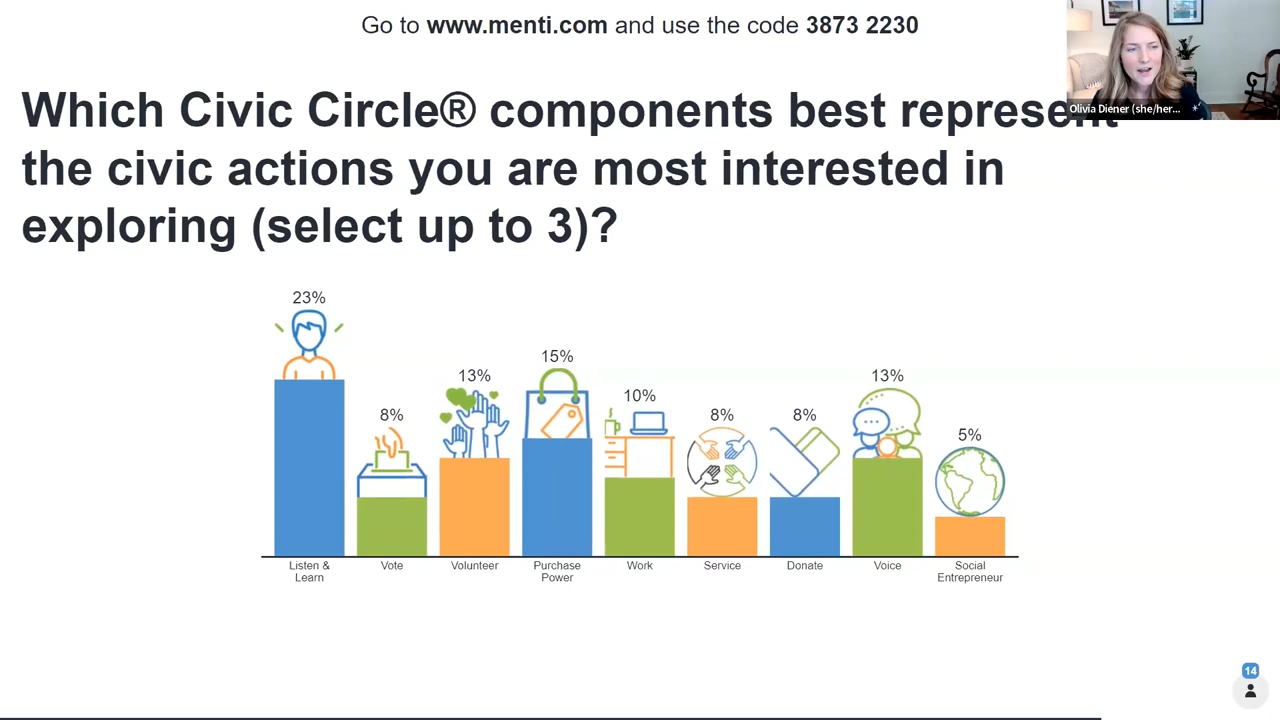 Go to www.menti.com and use the code 3873 2230
Olivia Diener (she/her...
Which Civic Circle® components best represent
the civic actions you are most interested in
exploring (select up to 3)?
23%
8%
13%
15%
10%
8%
8%
13%
5%
Listen &
Learn
Vote
Volunteer
Purchase
Power
Work
Service
Donate
Voice
Social
Entrepreneur
14